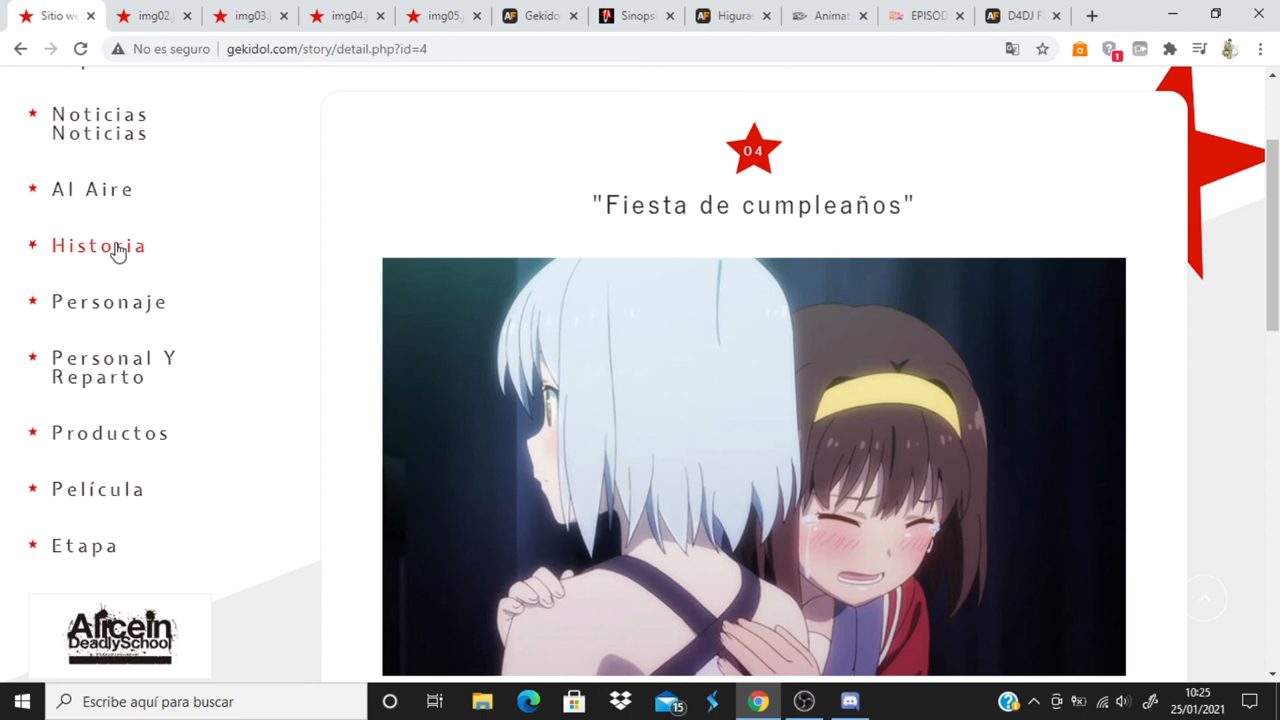 Sitio we
img02.j
img03.j
img04.j
img05.j
Gekido
Sinops
Higura
Animat
EPISOD
D4DJ F
No es seguro
gekidol.com/story/detail.php?id=4
1
Noticias
Noticias
Al Aire
Historia
Personaje
Personal Y
Reparto
Productos
Película
Etapa
AliceIn
DeadlySchool
04
"Fiesta de cumpleaños"
Escribe aquí para buscar
15
10:25
25/01/2021